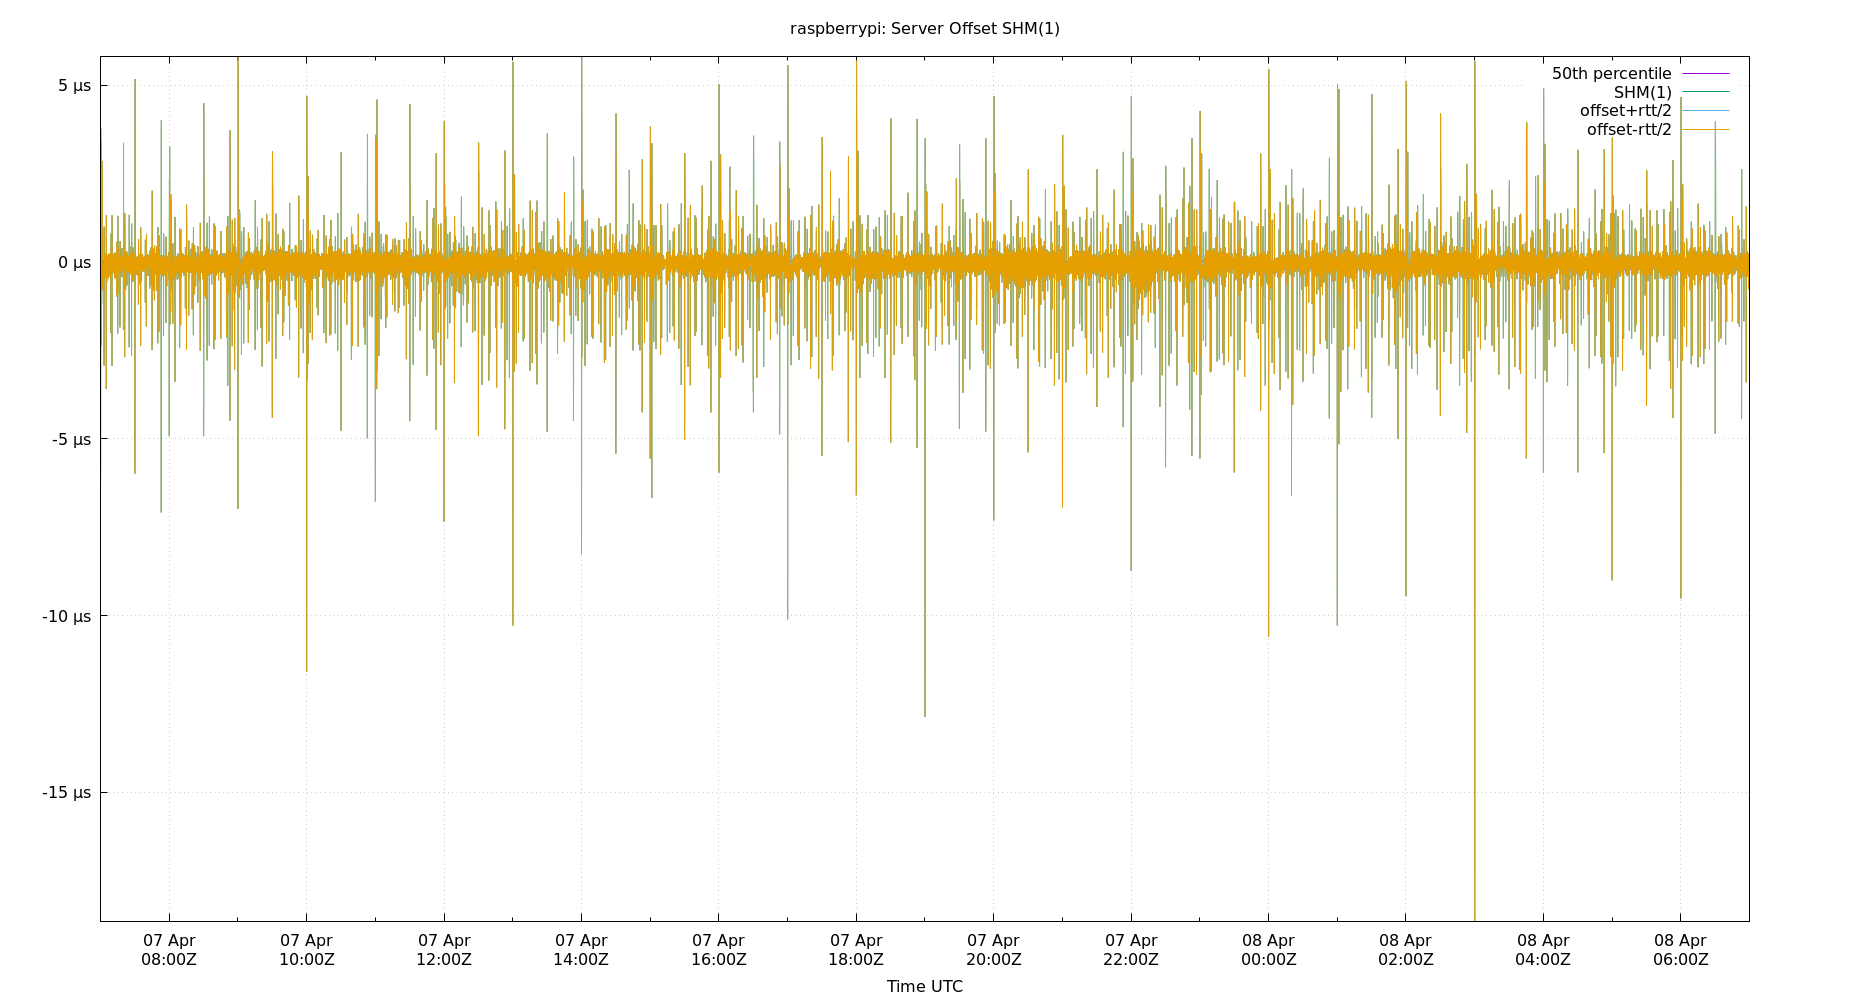 raspberrypi: Server Offset SHM(1)
50th percentile
SHM(1)
offset+rtt/2
offset-rtt/2
5 µs
0 µs
-5 µs
-10 µs
-15 µs
07 Apr 07 Apr 07 Apr 07 Apr 07 Apr 07 Apr 07 Apr 07 Apr 08 Apr 08 Apr 08 Apr 08 Apr
08:00Z 10:00Z 12:00Z 14:00Z 16:00Z 18:00Z 20:00Z 22:00Z 00:00Z 02:00Z 04:00Z 06:00Z
Time UTC